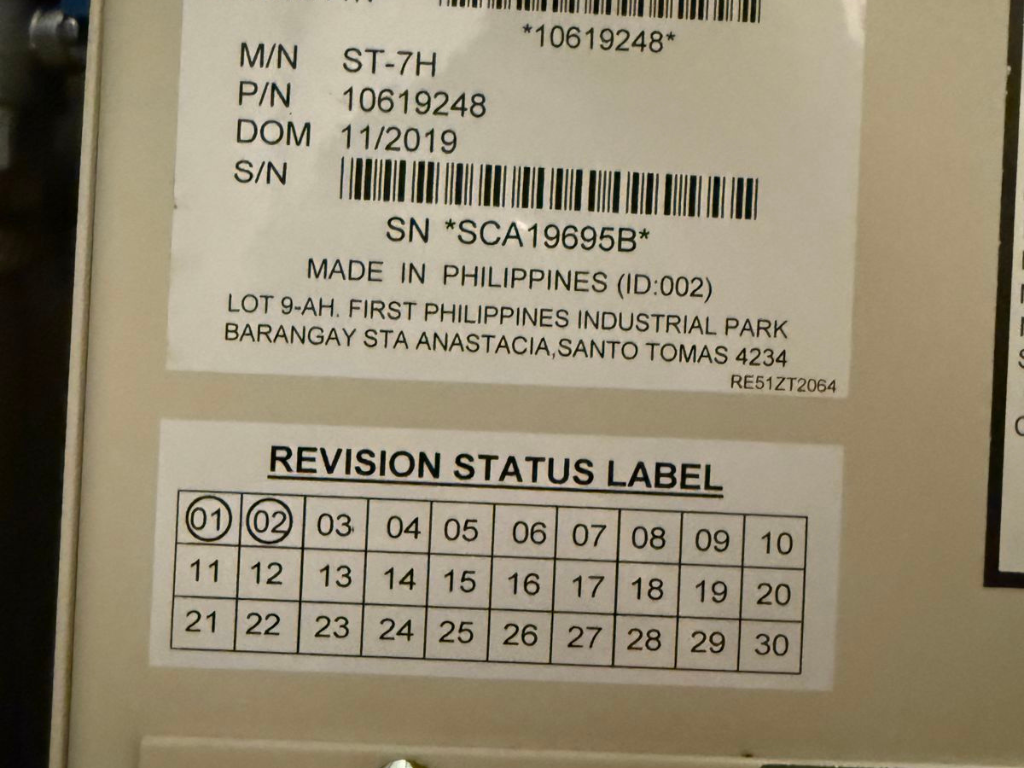 *10619248*
M/N ST-7H
P/N 10619248
DOM 11/2019
S/N
SN *SCA19695B*
MADE IN PHILIPPINES (ID:002)
LOT 9-AH. FIRST PHILIPPINES INDUSTRIAL PARK
BARANGAY STA ANASTACIA,SANTO TOMAS 4234
RE51ZT2064
REVISION STATUS LABEL
01 02 03 04 05 06 07 08 09 10
11 12 13 14 15 16 17 18 19 20
21 22 23 24 25 26 27 28 29 30